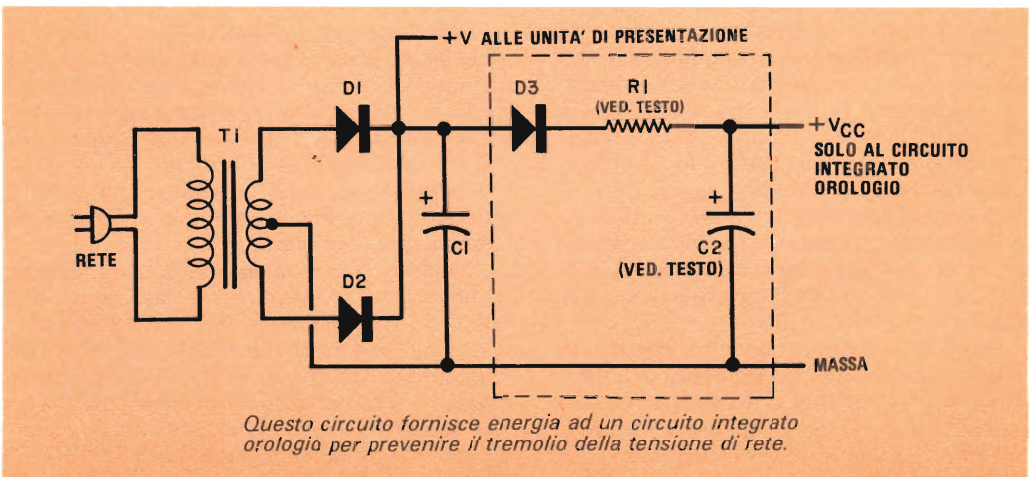 +V ALLE UNITA' DI PRESENTAZIONE
D1
D3
R1
(VED. TESTO)
T1
+VCC
SOLO AL CIRCUITO
INTEGRATO
OROLOGIO
+
C1
+
C2
(VED. TESTO)
RETE
D2
MASSA
Questo circuito fornisce energia ad un circuito integrato
orologio per prevenire il tremolio della tensione di rete.